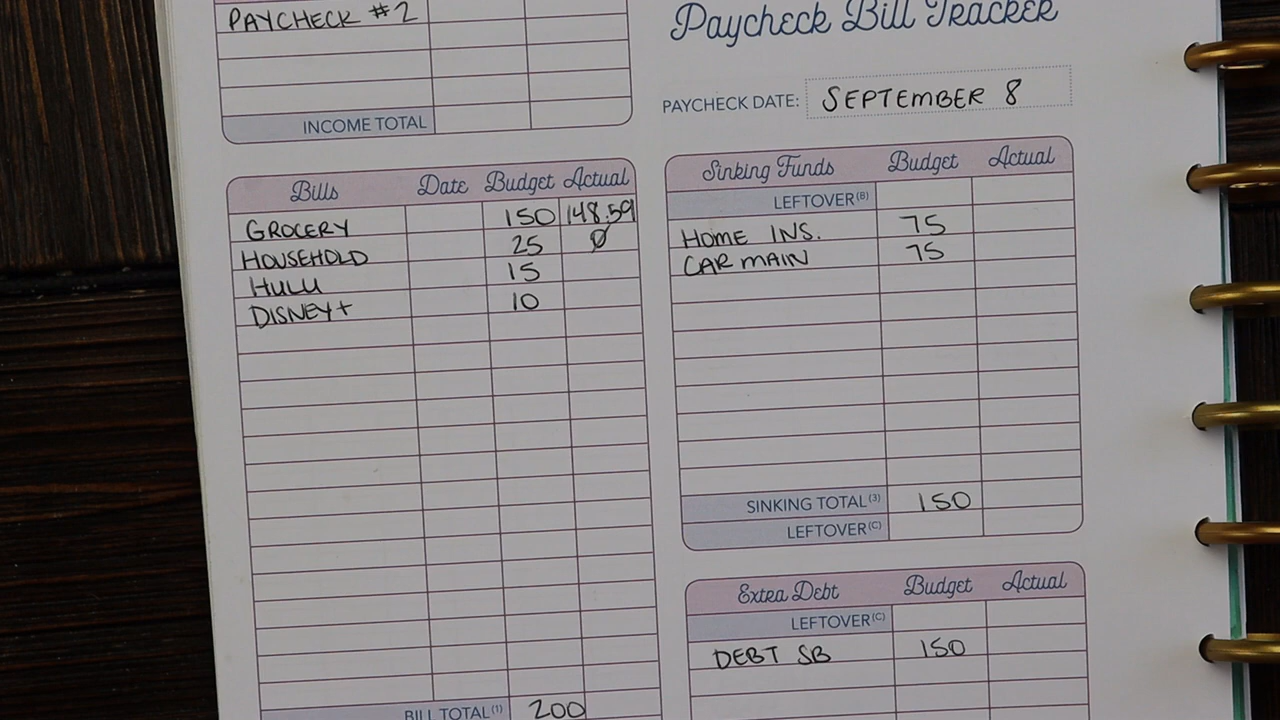 PAYCHECK #2
INCOME TOTAL
Bills Date Budget Actual
GROCERY 150 148.59
HOUSEHOLD 25 Ø
HULU 15
DISNEY+ 10
BILL TOTAL (1) 200
Paycheck Bill Tracker
PAYCHECK DATE: SEPTEMBER 8
Sinking Funds Budget Actual
LEFTOVER (B)
HOME INS. 75
CAR MAIN 75
SINKING TOTAL (3) 150
LEFTOVER (C)
Extra Debt Budget Actual
LEFTOVER (C)
DEBT SB 150